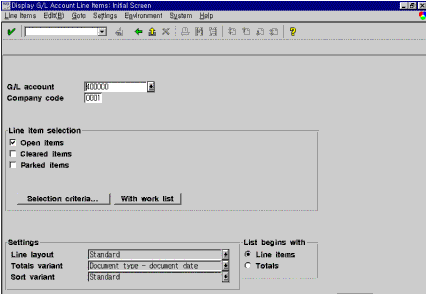 Display G/L Account Line Items: Initial Screen
Line Items Edit(B) Goto Settings Environment System Help
G/L account 400000
Company code 0001
Line item selection
Open items
Cleared items
Parked items
Selection criteria... With work list
Settings
List begins with
Line layout Standard
Line items
Totals variant Document type - document date
Totals
Sort variant Standard